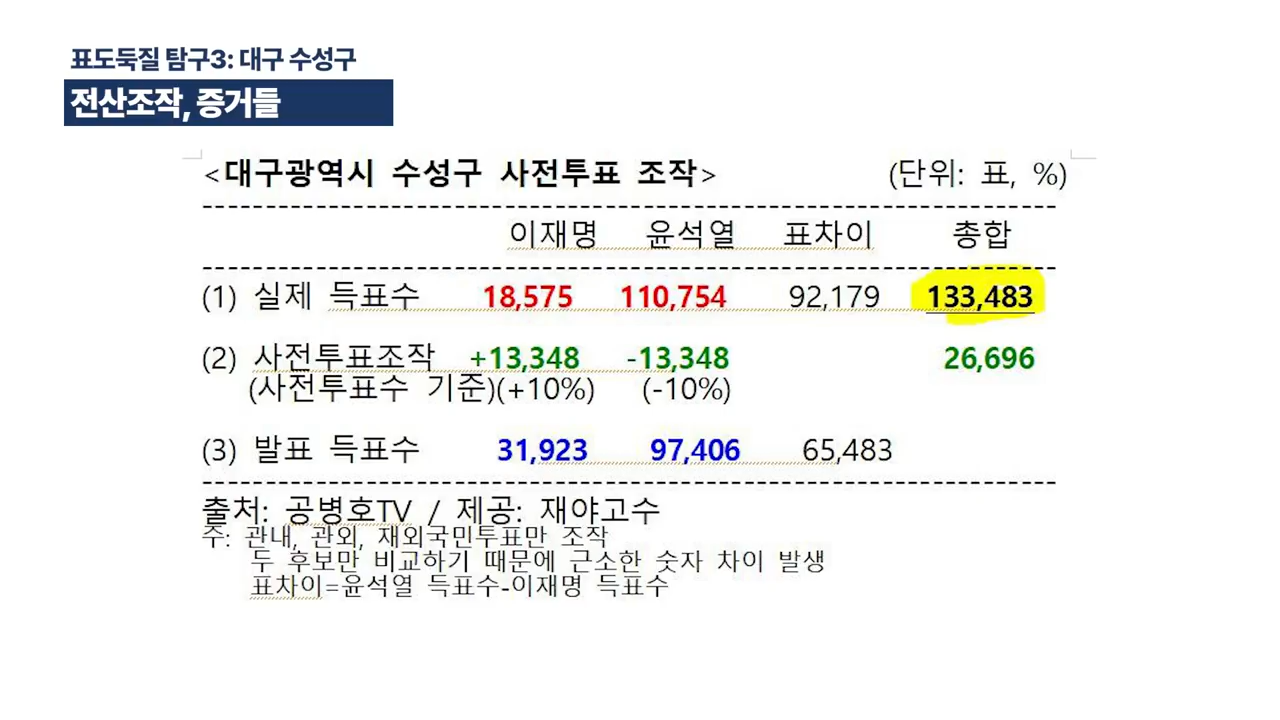 표도둑질 탐구3: 대구 수성구
전산조작, 증거들
<대구광역시 수성구 사전투표 조작> (단위: 표, %)
이재명 윤석열 표차이 총합
(1) 실제 득표수 18,575 110,754 92,179 133,483
(2) 사전투표조작 +13,348 -13,348 26,696
(사전투표수 기준)(+10%) (-10%)
(3) 발표 득표수 31,923 97,406 65,483
출처: 공병호TV / 제공: 재야고수
주: 관내, 관외, 재외국민투표만 조작
두 후보만 비교하기 때문에 근소한 숫자 차이 발생
표차이=윤석열 득표수-이재명 득표수